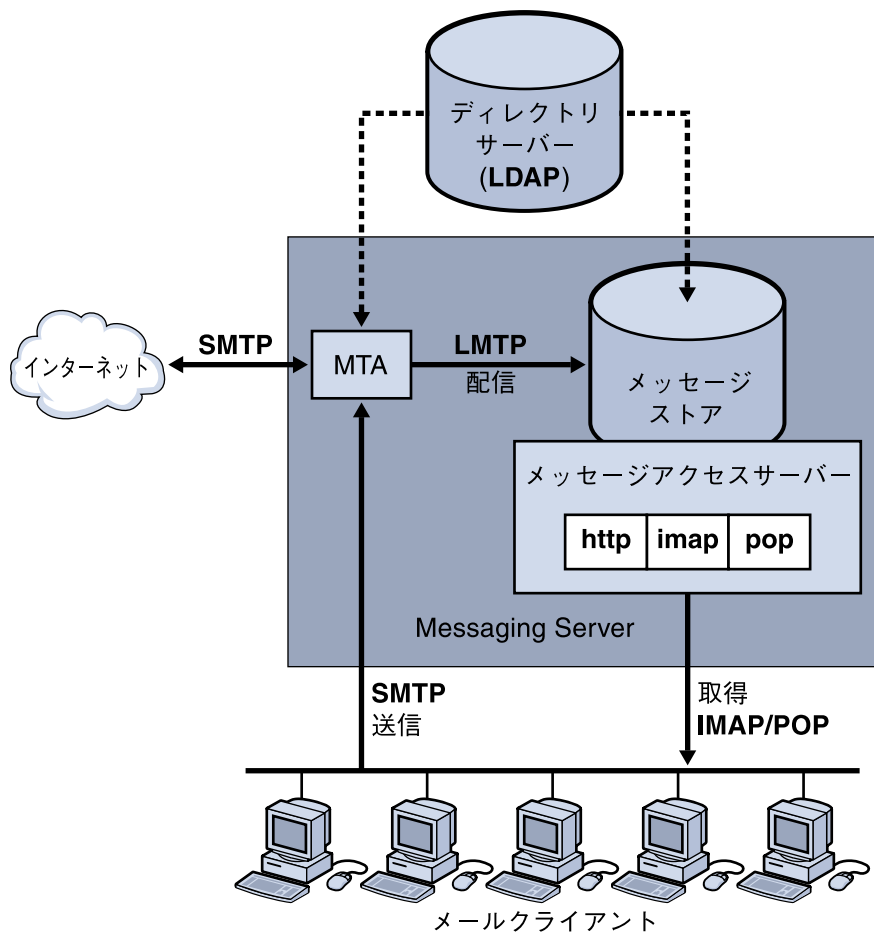 ディレクトリ
サーバー
(LDAP)
インターネット
SMTP
MTA
LMTP
配信
メッセージ
ストア
メッセージアクセスサーバー
http
imap
pop
Messaging Server
SMTP
送信
取得
IMAP/POP
メールクライアント